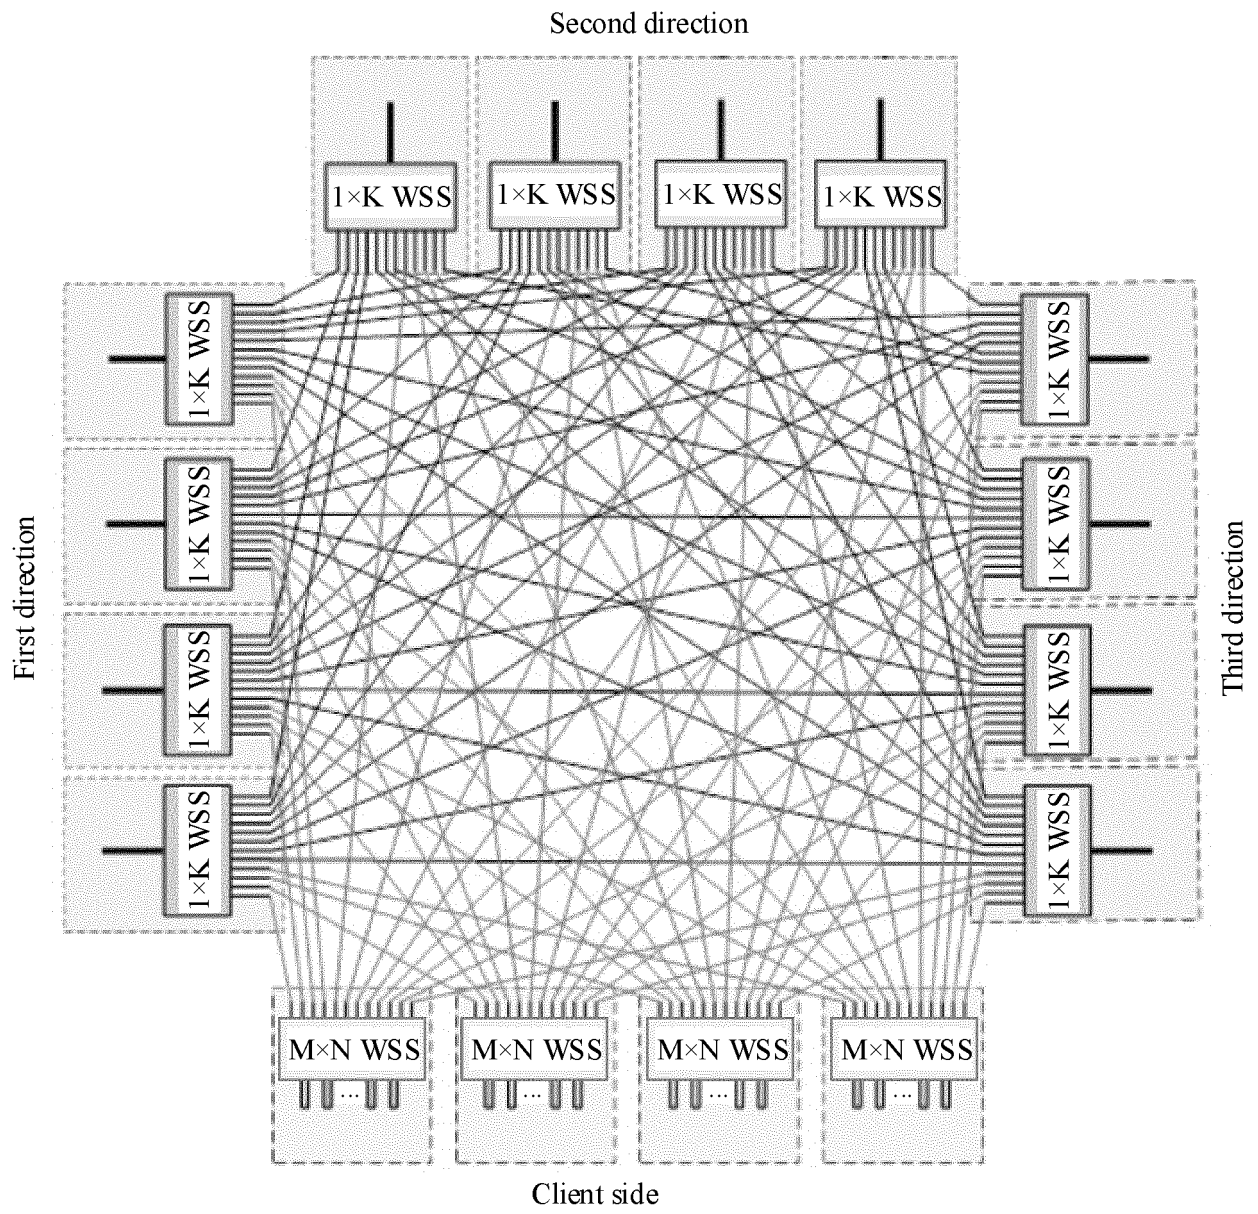 Second direction
1×K WSS 1×K WSS 1×K WSS 1×K WSS
1×K WSS
1×K WSS
1×K WSS
1×K WSS
First direction
1×K WSS
1×K WSS
1×K WSS
1×K WSS
Third direction
M×N WSS M×N WSS M×N WSS M×N WSS
... ... ... ...
Client side